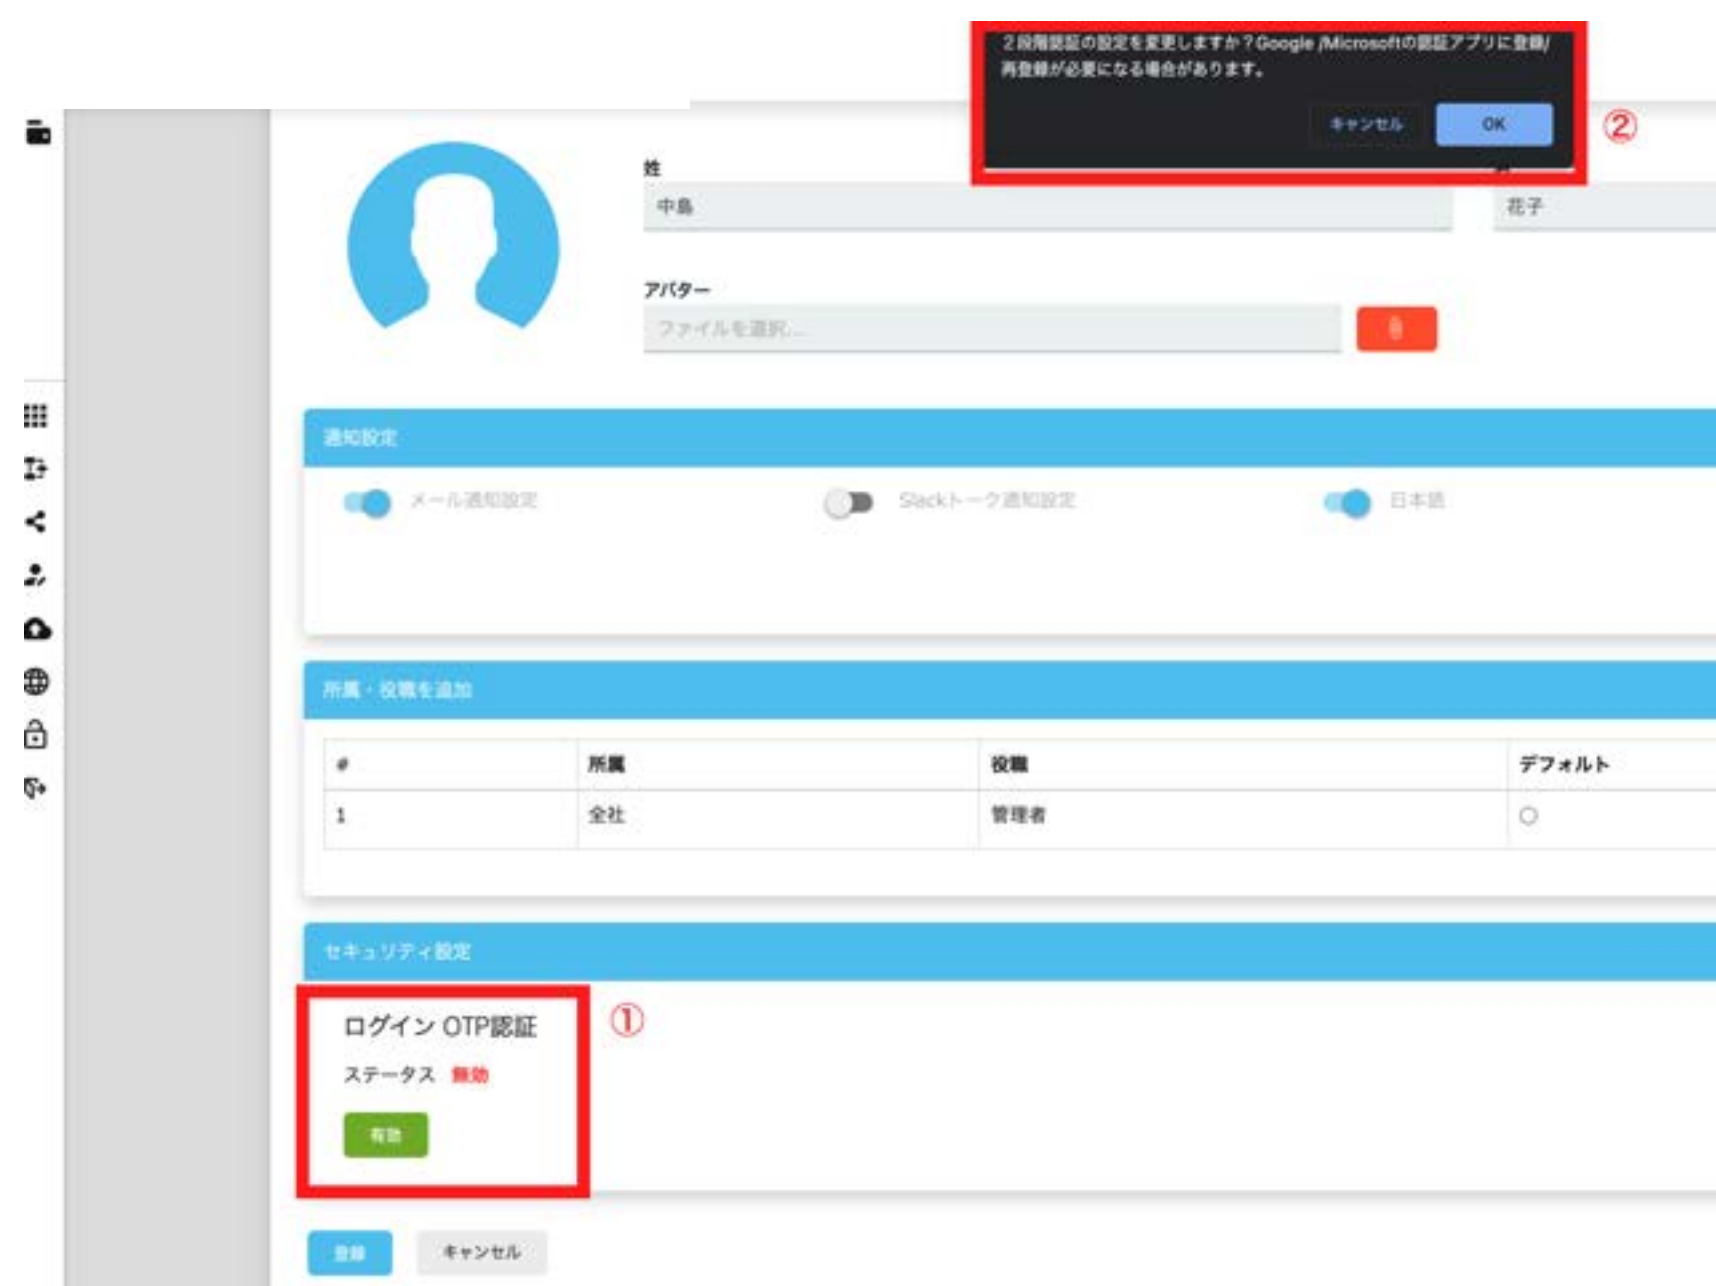 2段階認証の設定を変更しますか？Google /Microsoftの認証アプリに登録/
再登録が必要になる場合があります。
キャンセル OK
②
姓
中島 花子
アバター
ファイルを選択...
通知設定
メール通知設定 Slackトーク通知設定 日本語
所属・役職を追加
# 所属 役職 デフォルト
1 全社 管理者
セキュリティ設定
ログイン OTP認証 ①
ステータス 無効
有効
登録 キャンセル